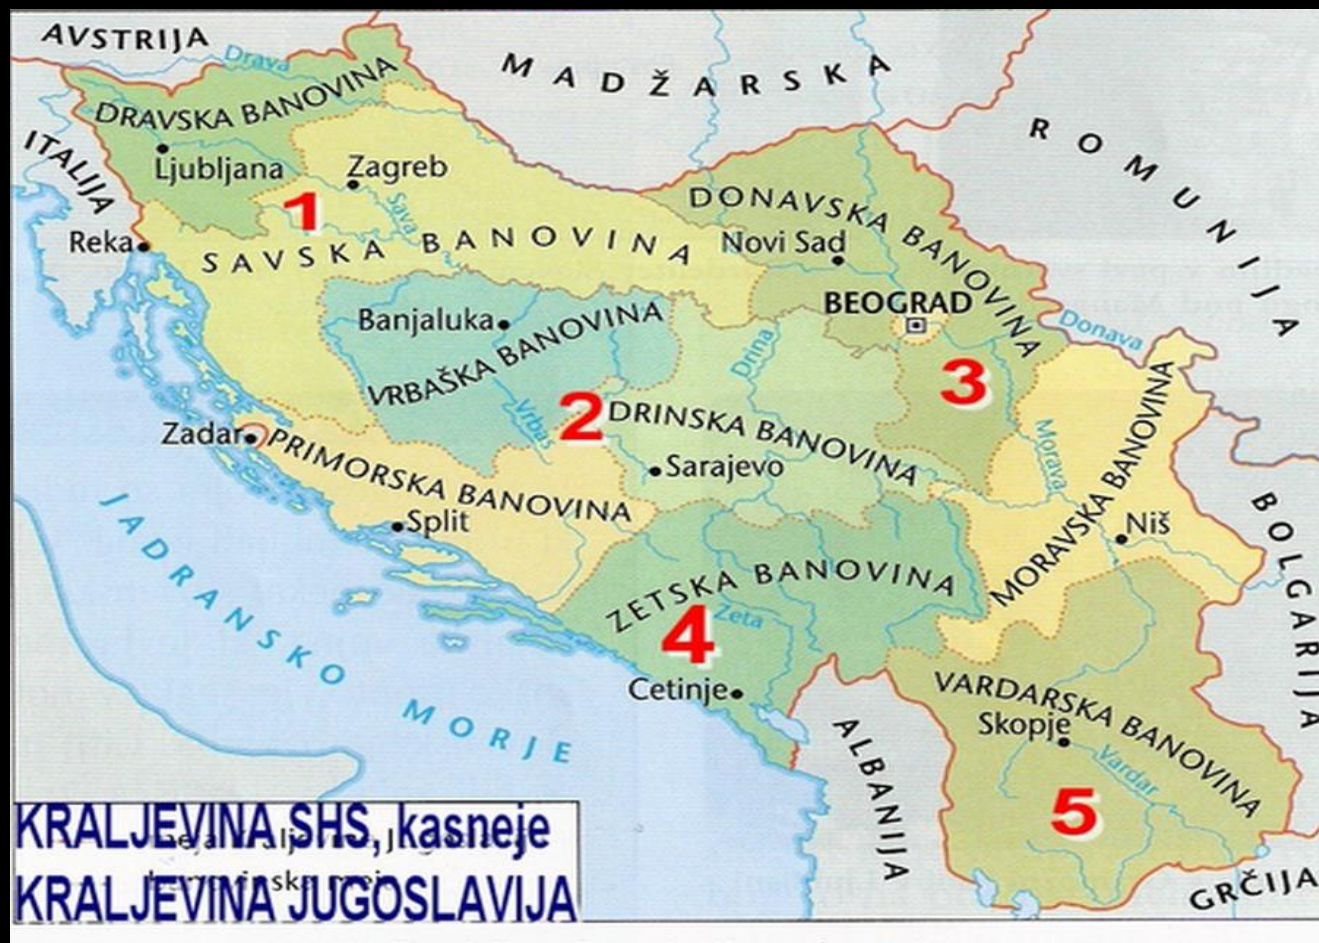 AVSTRIJA
MADŽARSKA
ROMUNIJA
Drava
DRAVSKA BANOVINA
ITALIJA
Ljubljana
Zagreb
1
Sava
Reka
SAVSKA BANOVINA
DONAVSKA BANOVINA
Novi Sad
BEOGRAD
Donava
Banjaluka
VRBAŠKA BANOVINA
Vrbas
Drina
3
2
DRINSKA BANOVINA
Sarajevo
Morava
MORAVSKA BANOVINA
Niš
BOLGARIJA
Zadar
PRIMORSKA BANOVINA
Split
JADRANSKO MORJE
ZETSKA BANOVINA
Zeta
4
Cetinje
ALBANIJA
VARDARSKA BANOVINA
Skopje
Vardar
5
GRČIJA
KRALJEVINA SHS, kasneje
KRALJEVINA JUGOSLAVIJA